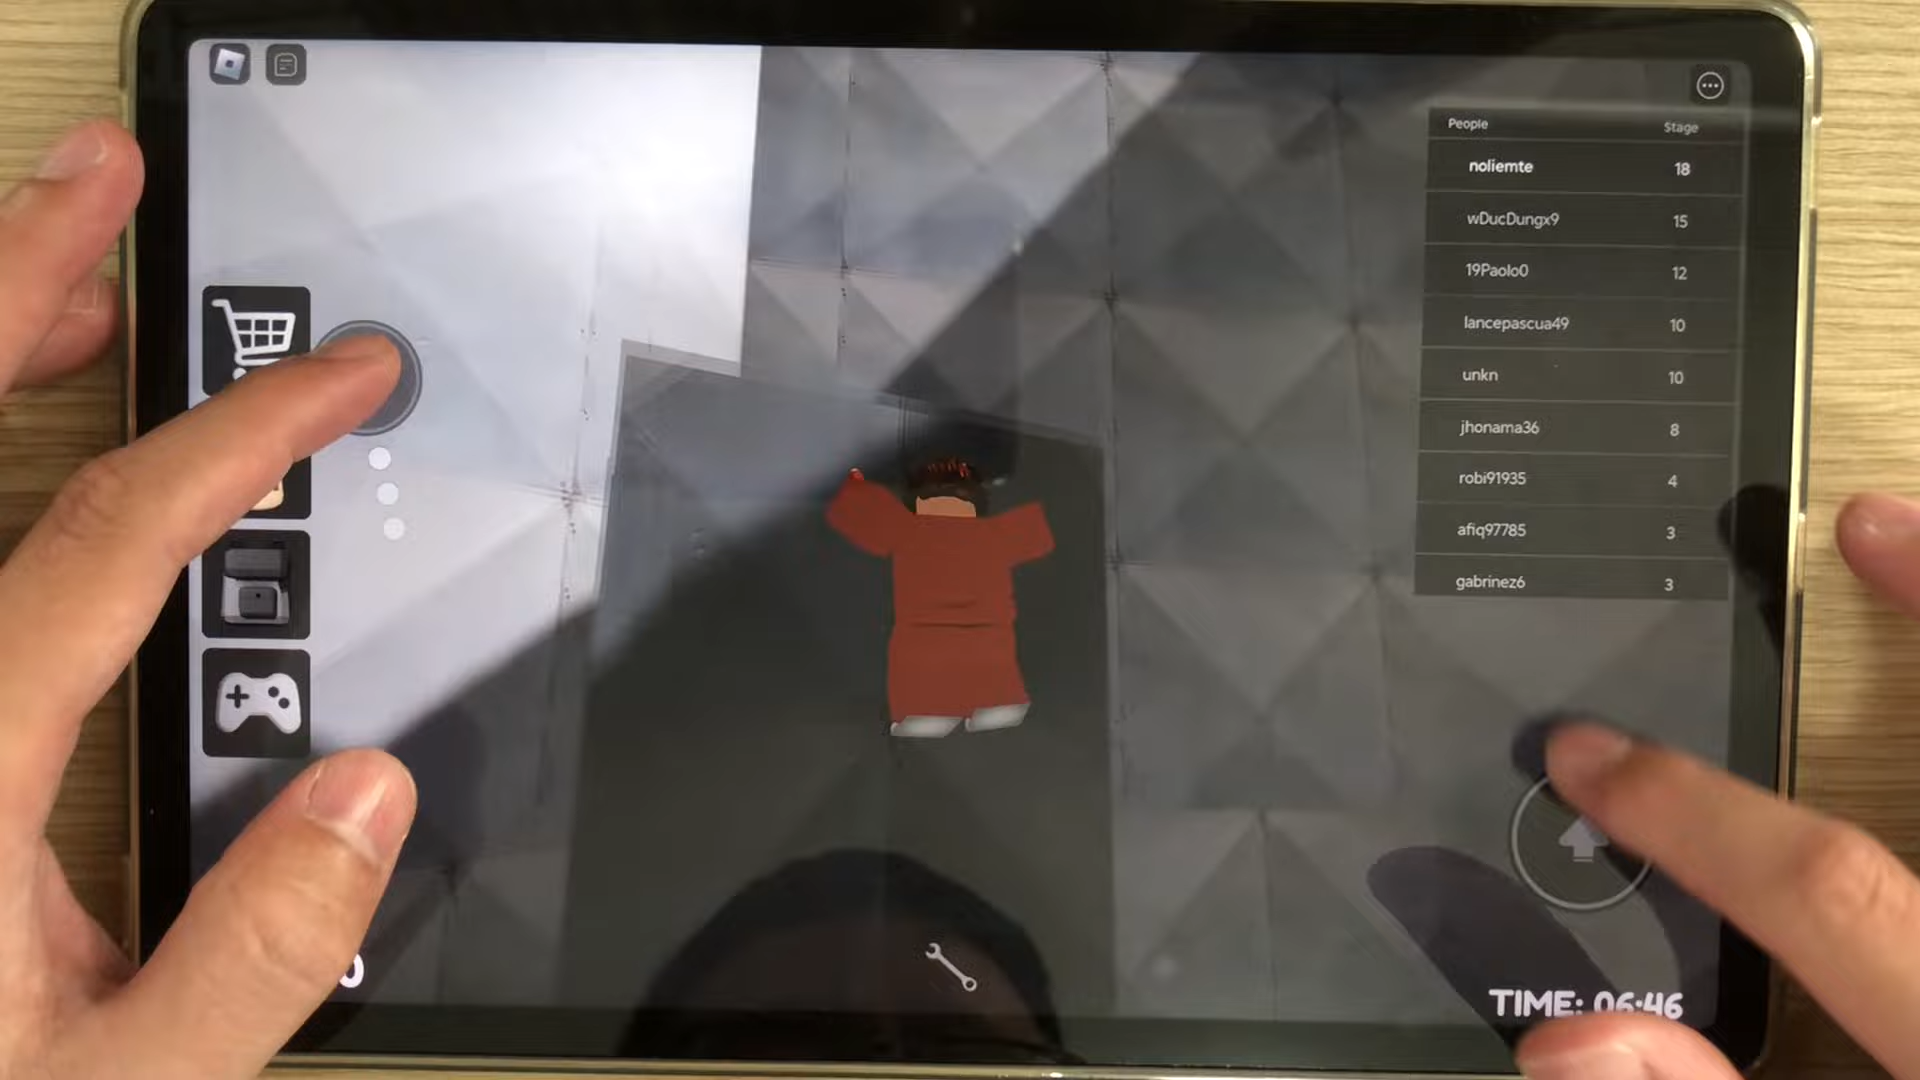 People Stage
noliemte 18
wDucDungx9 15
19Paolo0 12
lancepascua49 10
unkn 10
jhonama36 8
robi91935 4
afiq97785 3
gabrinez6 3
0
TIME: 06:46